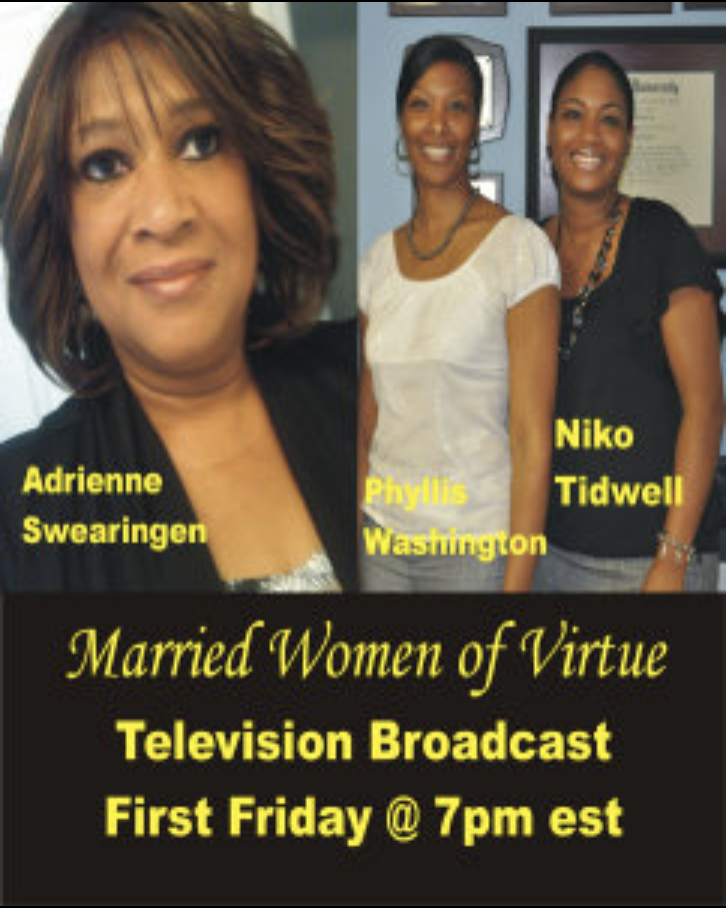 Adrienne
Swearingen
Phyllis
Washington
Niko
Tidwell
Married Women of Virtue
Television Broadcast
First Friday @ 7pm est